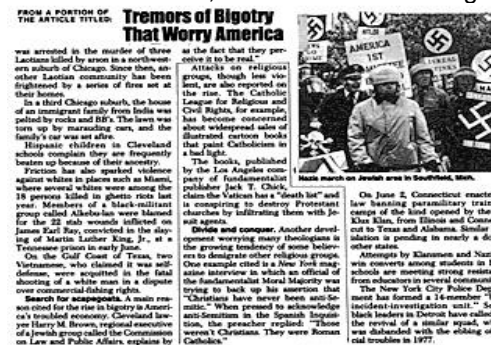 FROM A PORTION OF
THE ARTICLE TITLED:
Tremors of Bigotry
That Worry America
was arrested in the murder of three
Laotians killed by arson in a northwest-
ern suburb of Chicago. Since then, an-
other Laotian community has been
frightened by a series of fires set at
their homes.
In a third Chicago suburb, the house
of an immigrant family from India was
pelted by rocks and BB's. The lawn was
torn up by marauding cars, and the
family's car was set afire.
Hispanic children in Cleveland
schools complain they are frequently
beaten up because of their ancestry.
Friction has also sparked violence
against whites in places such as Miami,
where several whites were among the
18 persons killed in ghetto riots last
year. Members of a black-militant
group called Alkebu-lan were blamed
for the 22 stab wounds inflicted on
James Earl Ray, convicted in the slay-
ing of Martin Luther King, Jr., at a
Tennessee prison in early June.
On the Gulf Coast of Texas, two
Vietnamese, who claimed it was self-
defense, were acquitted in the fatal
shooting of a white man in a dispute
over commercial-fishing rights.
Search for scapegoats. A main rea-
son cited for the rise in bigotry is Ameri-
ca's troubled economy. Cleveland law-
yer Harry M. Brown, regional executive
of a Jewish group called the Commission
on Law and Public Affairs, explains by
as the fact that they per-
ceive it to be real."
Attacks on religious
groups, though less vio-
lent, are also reported on
the rise. The Catholic
League for Religious and
Civil Rights, for example,
has become concerned
about widespread sales of
illustrated cartoon books
that paint Catholicism in
a bad light.
The books, published
by the Los Angeles com-
pany of fundamentalist
publisher Jack T. Chick,
claim the Vatican has a "death list" and
is conspiring to destroy Protestant
churches by infiltrating them with Je-
suit agents.
Divide and conquer. Another devel-
opment worrying many theologians is
the growing tendency of some believ-
ers to denigrate other religious groups.
One example cited is a New York mag-
azine interview in which an official of
the fundamentalist Moral Majority was
trying to back up his assertion that
"Christians have never been anti-Se-
mitic." When pressed to acknowledge
anti-Semitism in the Spanish Inquisi-
tion, the preacher replied: "Those
weren't Christians. They were Roman
Catholics."
AMERICA
1ST
Nazis march on Jewish area in Southfield, Mich.
On June 2, Connecticut enacte
law banning paramilitary train
camps of the kind opened by the
Klux Klan, from Illinois and Conne
cut to Texas and Alabama. Similar
islation is pending in nearly a do
other states.
Attempts by Klansmen and Naz
win converts among students in
schools are meeting strong resista
from educators in several communi
The New York City Police Dep
ment has formed a 14-member "
incident-investigation unit." S
black leaders in Detroit have called
the revival of a similar squad, wh
was disbanded with the ebbing of
cial troubles in 1977.